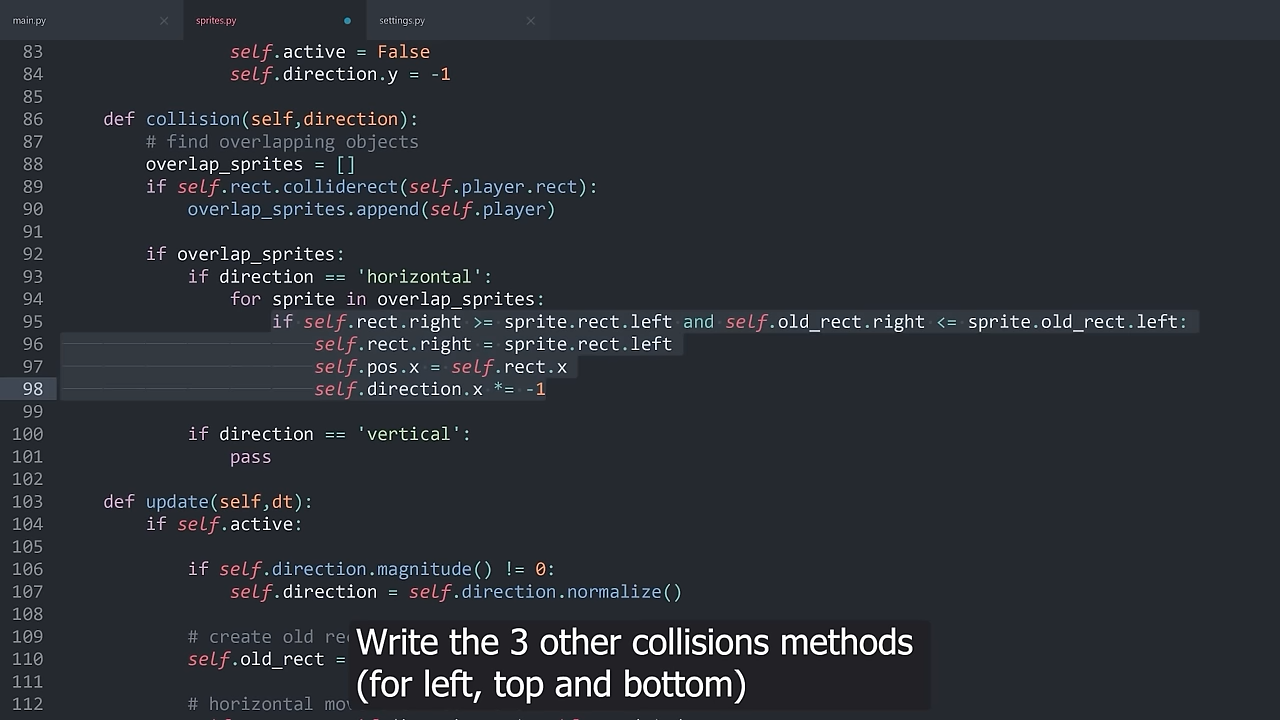 main.py
sprites.py
settings.py
83 self.active = False
84 self.direction.y = -1
85
86 def collision(self,direction):
87 # find overlapping objects
88 overlap_sprites = []
89 if self.rect.colliderect(self.player.rect):
90 overlap_sprites.append(self.player)
91
92 if overlap_sprites:
93 if direction == 'horizontal':
94 for sprite in overlap_sprites:
95 if self.rect.right >= sprite.rect.left and self.old_rect.right <= sprite.old_rect.left:
96 self.rect.right = sprite.rect.left
97 self.pos.x = self.rect.x
98 self.direction.x *= -1
99
100 if direction == 'vertical':
101 pass
102
103 def update(self,dt):
104 if self.active:
105
106 if self.direction.magnitude() != 0:
107 self.direction = self.direction.normalize()
108
109 # create old
110 self.old_rect =
111
112 # horizontal
Write the 3 other collisions methods
(for left, top and bottom)